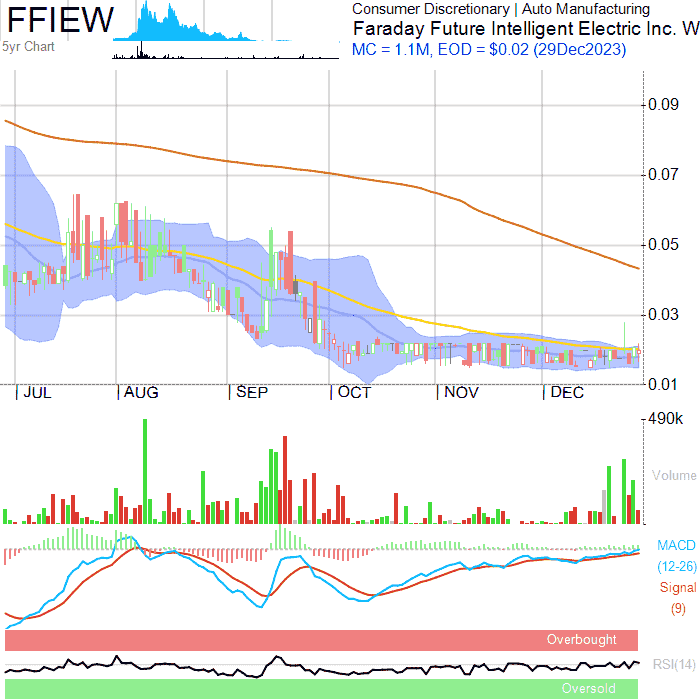 FFIEW
5yr Chart
Consumer Discretionary | Auto Manufacturing
Faraday Future Intelligent Electric Inc. W
MC = 1.1M, EOD = $0.02 (29Dec2023)
0.09
0.07
0.05
0.03
0.01
JUL
AUG
SEP
OCT
NOV
DEC
490k
Volume
MACD
(12-26)
Signal
(9)
Overbought
RSI(14)
Oversold